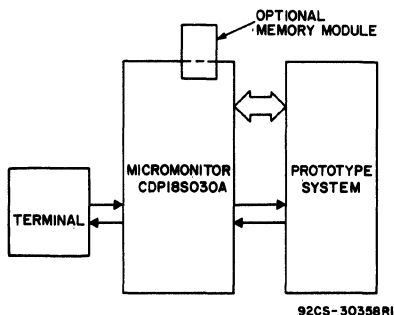 OPTIONAL
MEMORY MODULE
MICROMONITOR
CDP18S030A
PROTOTYPE
SYSTEM
TERMINAL
92CS-30358R1